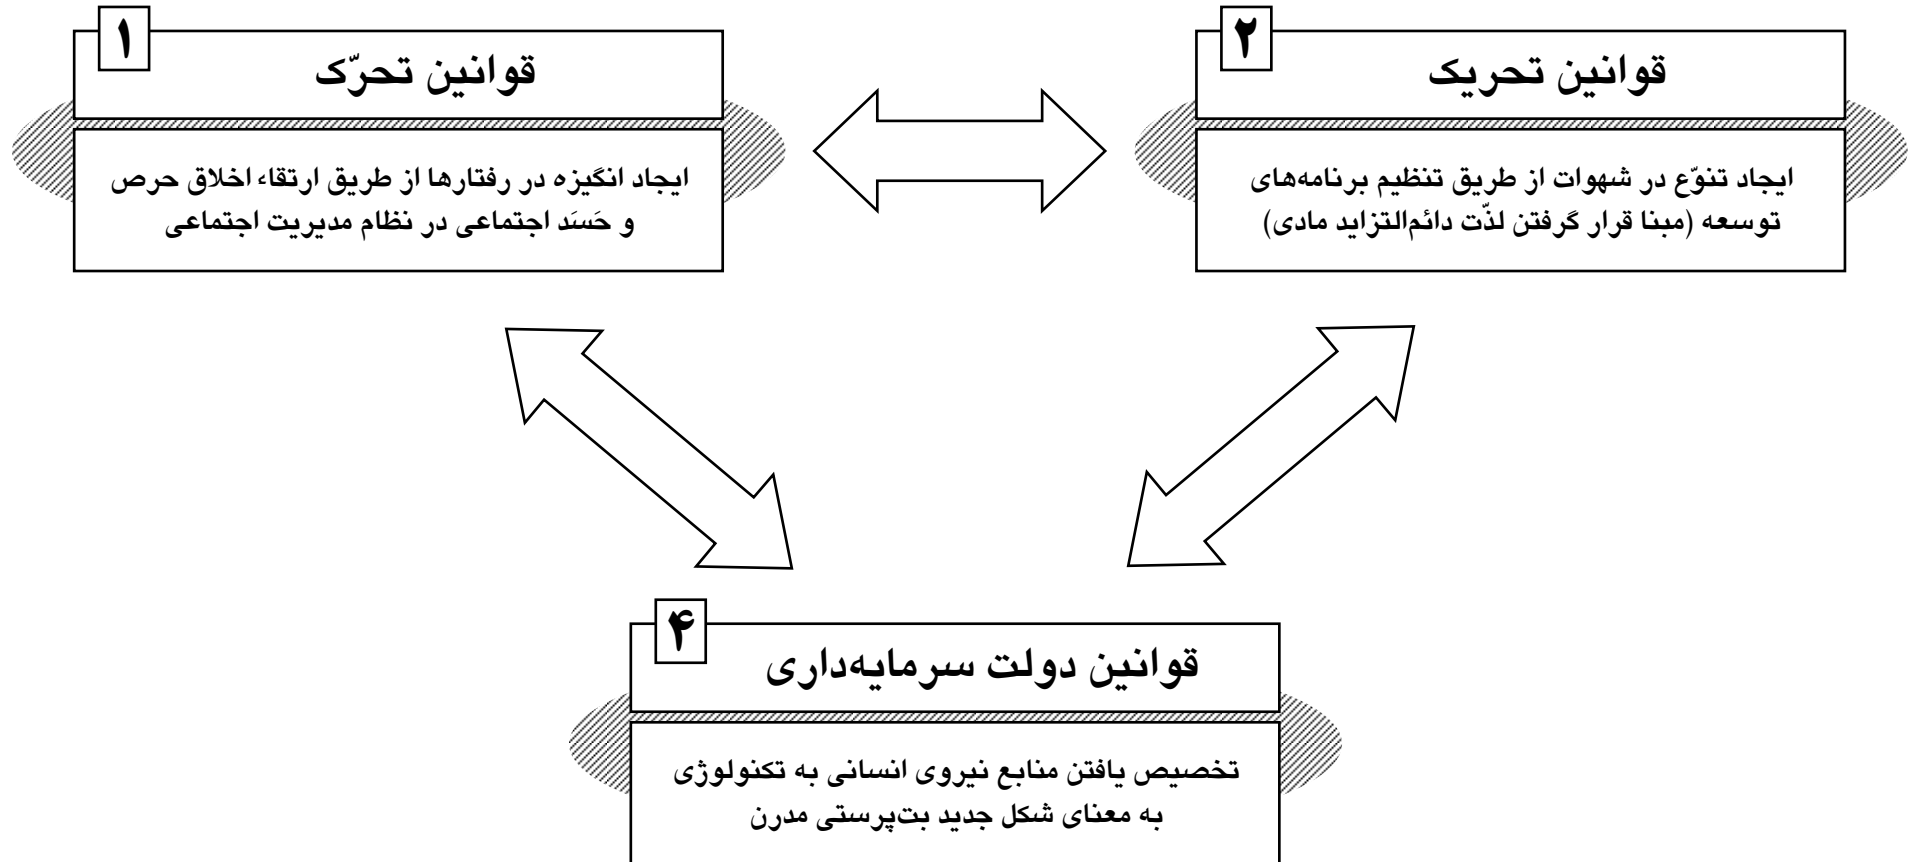 ۱
قوانین تحرّک
ایجاد انگیزه در رفتارها از طریق ارتقاء اخلاق حرص
و حَسَد اجتماعی در نظام مدیریت اجتماعی
۲
قوانین تحریک
ایجاد تنوّع در شهوات از طریق تنظیم برنامه‌های
توسعه (مبنا قرار گرفتن لذّت دائم‌التزاید مادی)
۴
قوانین دولت سرمایه‌داری
تخصیص یافتن منابع نیروی انسانی به تکنولوژی
به معنای شکل جدید بت‌پرستی مدرن